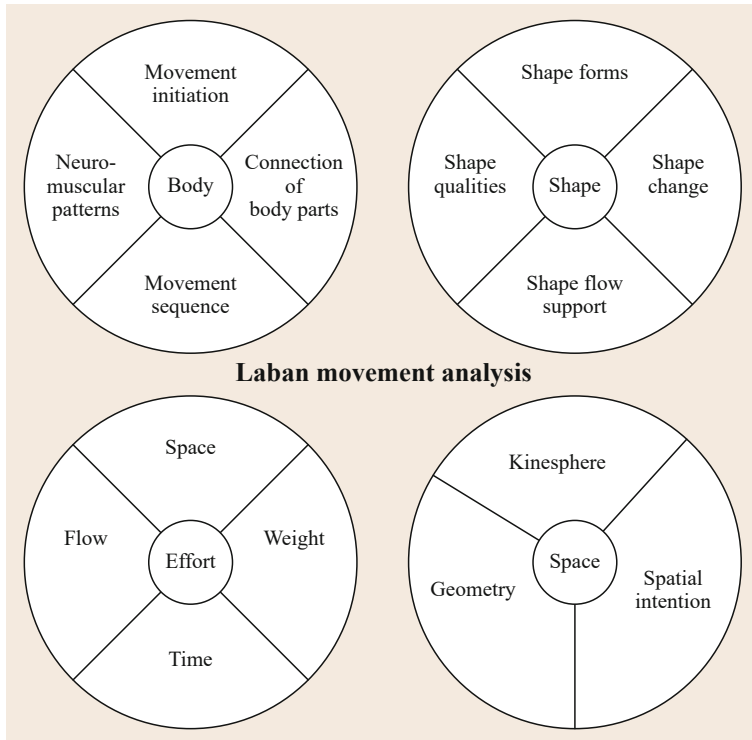 Movement
initiation
Neuro-
muscular
patterns
Body
Connection
of
body parts
Movement
sequence
Shape forms
Shape
qualities
Shape
Shape
change
Shape flow
support
Laban movement analysis
Space
Flow
Effort
Weight
Time
Kinesphere
Geometry
Space
Spatial
intention